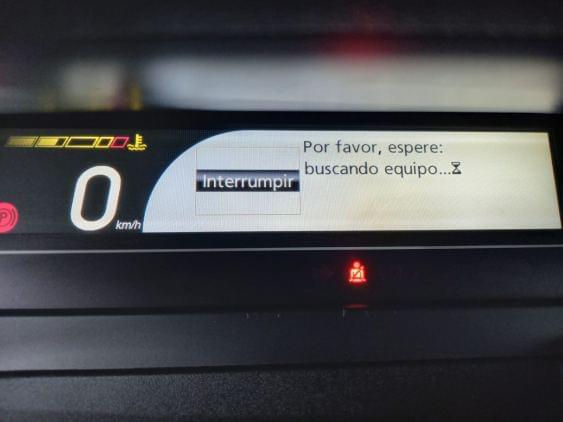 Por favor, espere:
buscando equipo...
Interrumpir
0
km/h
P